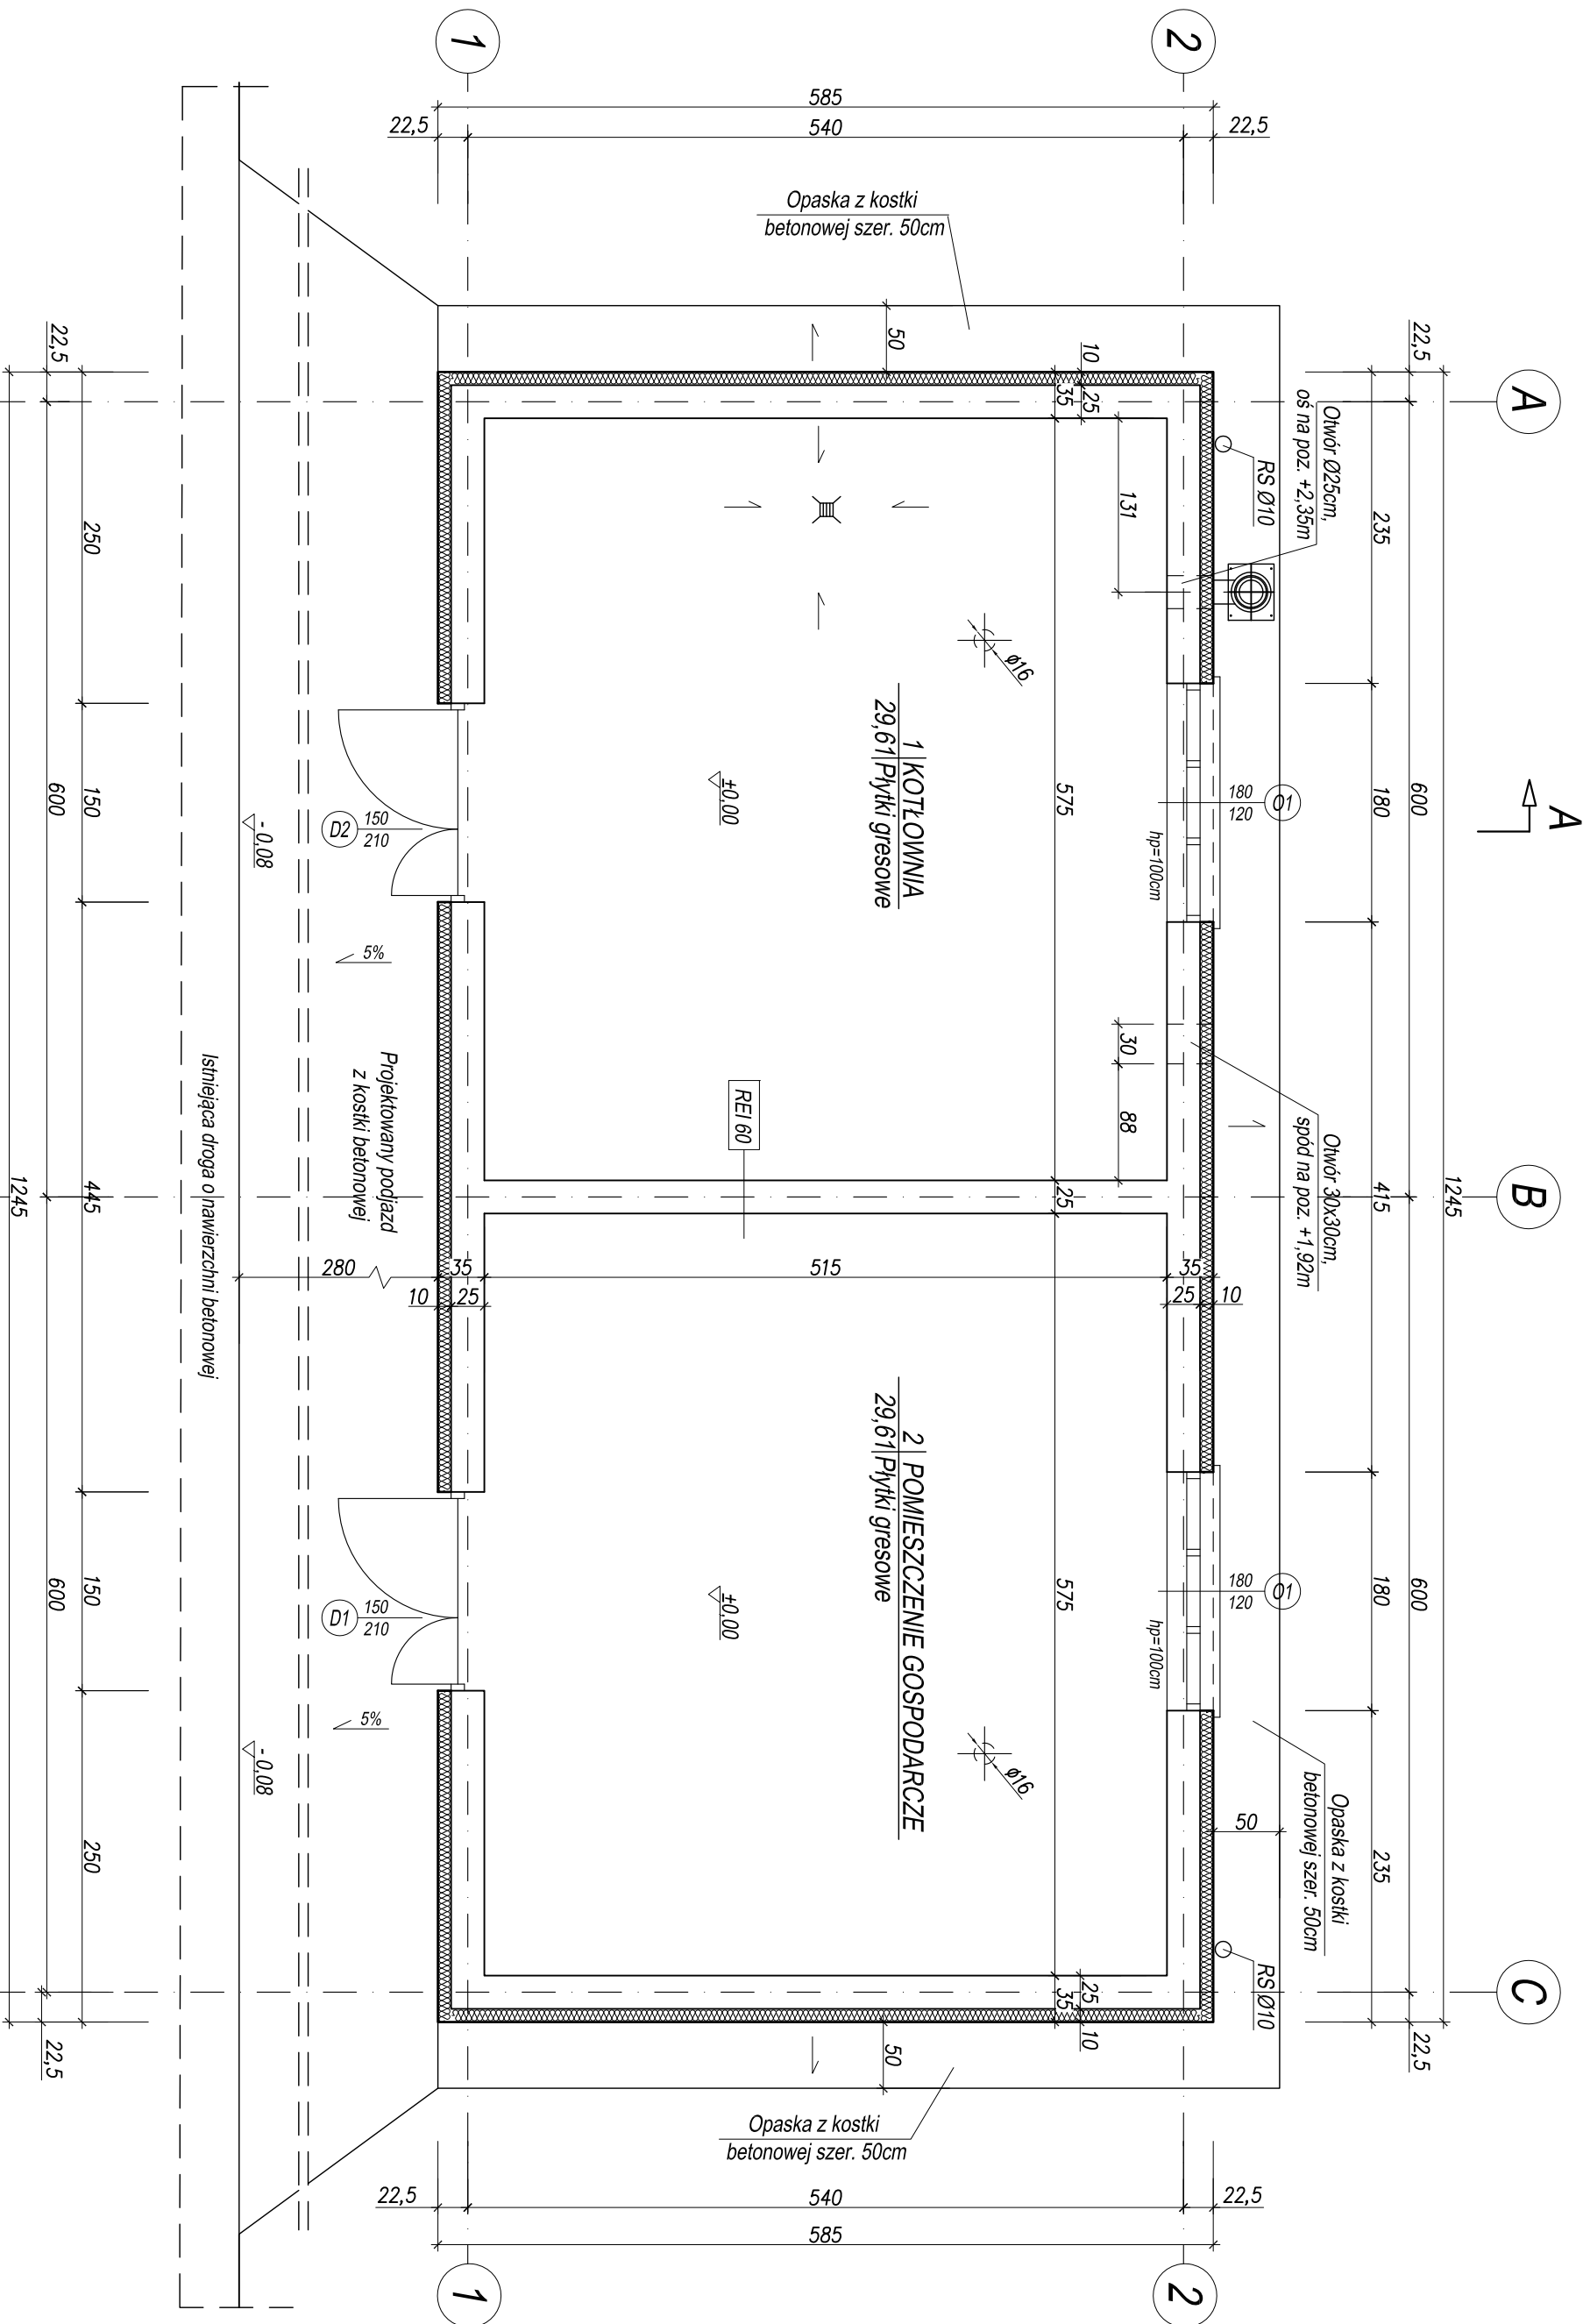 A
B
C
A
1245
22,5
600
600
22,5
235
180
415
180
235
Otwór Ø25cm,
oś na poz. +2,35m
RS Ø10
Otwór 30x30cm,
spód na poz. +1,92m
Opaska z kostki
betonowej szer. 50cm
50
RS Ø10
O1
180
120
hp=100cm
O1
180
120
hp=100cm
2
22,5
540
585
22,5
1
Opaska z kostki
betonowej szer. 50cm
50
10
25
35
131
575
30
88
25
575
25
35
10
50
35
25
10
515
35
25
10
280
ø16
ø16
1 KOTŁOWNIA
29,61 Płytki gresowe
2 POMIESZCZENIE GOSPODARCZE
29,61 Płytki gresowe
±0,00
±0,00
REI 60
D2
150
210
D1
150
210
5%
5%
-0,08
-0,08
Projektowany podjazd
z kostki betonowej
Istniejąca droga o nawierzchni betonowej
Opaska z kostki
betonowej szer. 50cm
2
22,5
540
585
22,5
1
250
150
445
150
250
22,5
600
600
22,5
1245